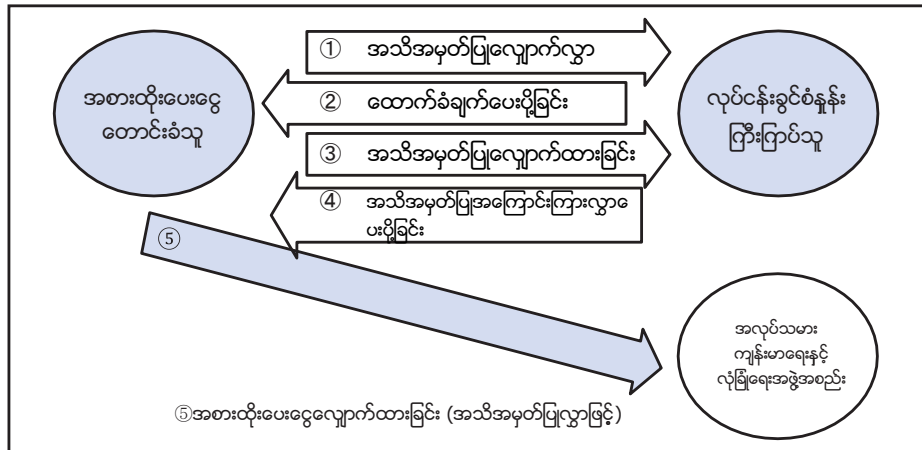 ① အသိအမှတ်ပြုလျှောက်လွှာ
အစားထိုးပေးငွေ
တောင်းခံသူ
② ထောက်ခံချက်ပေးပို့ခြင်း
လုပ်ငန်းခွင်စံနှုန်း
ကြီးကြပ်သူ
③ အသိအမှတ်ပြုလျှောက်ထားခြင်း
④ အသိအမှတ်ပြုအကြောင်းကြားလွှာပေ
းပို့ခြင်း
⑤
အလုပ်သမား
ကျန်းမာရေးနှင့်
လုံခြုံရေးအဖွဲ့အစည်း
⑤အစားထိုးပေးငွေလျှောက်ထားခြင်း (အသိအမှတ်ပြုလွှာဖြင့်)